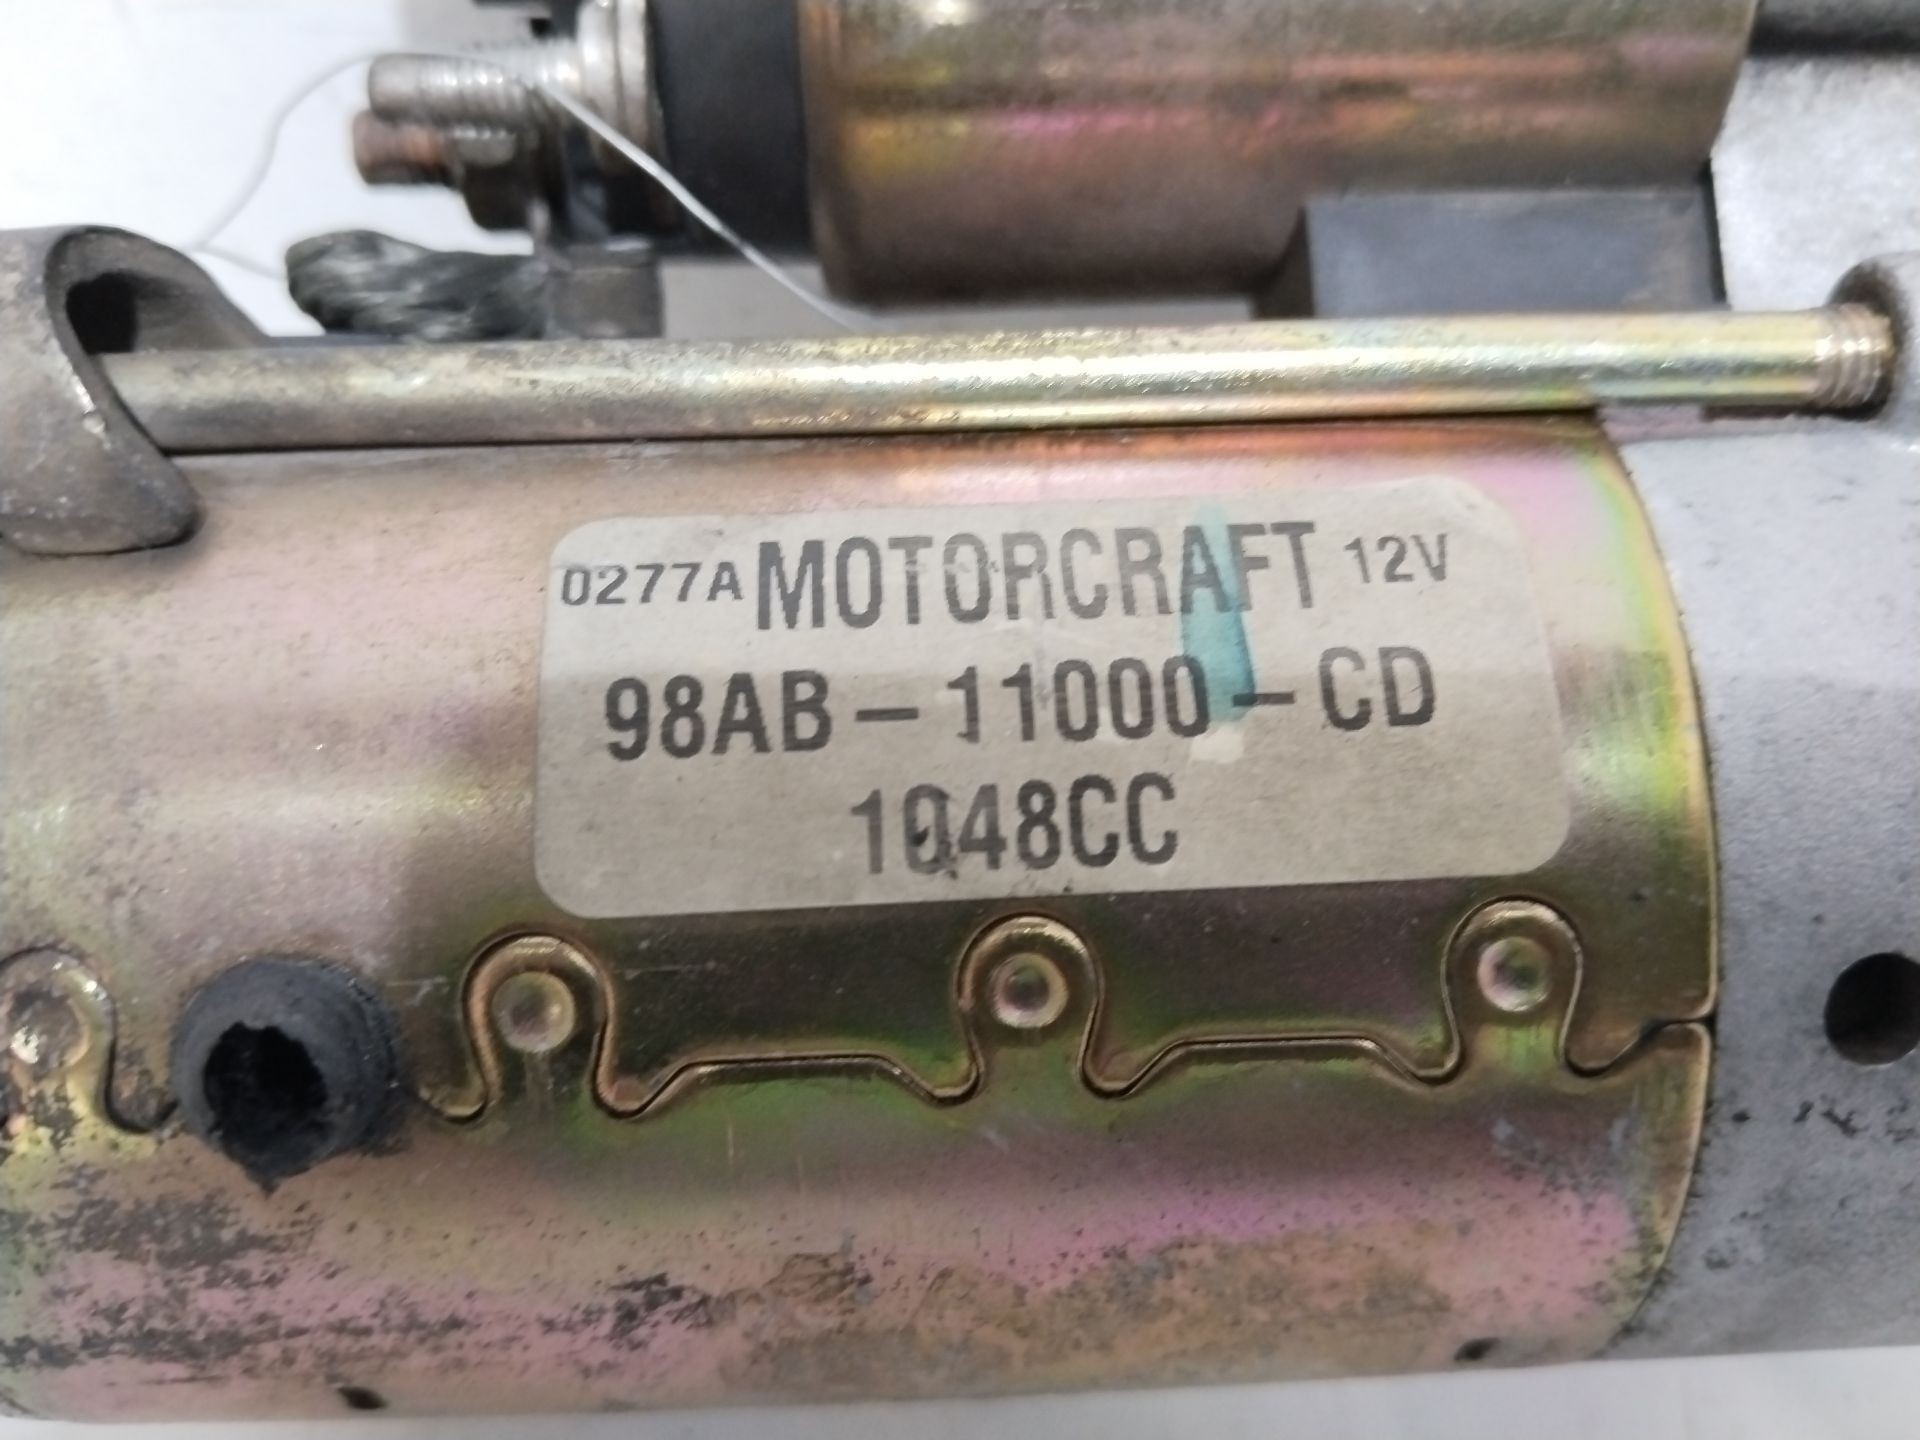 0277A MOTORCRAFT 12V
98AB-11000-CD
1048CC